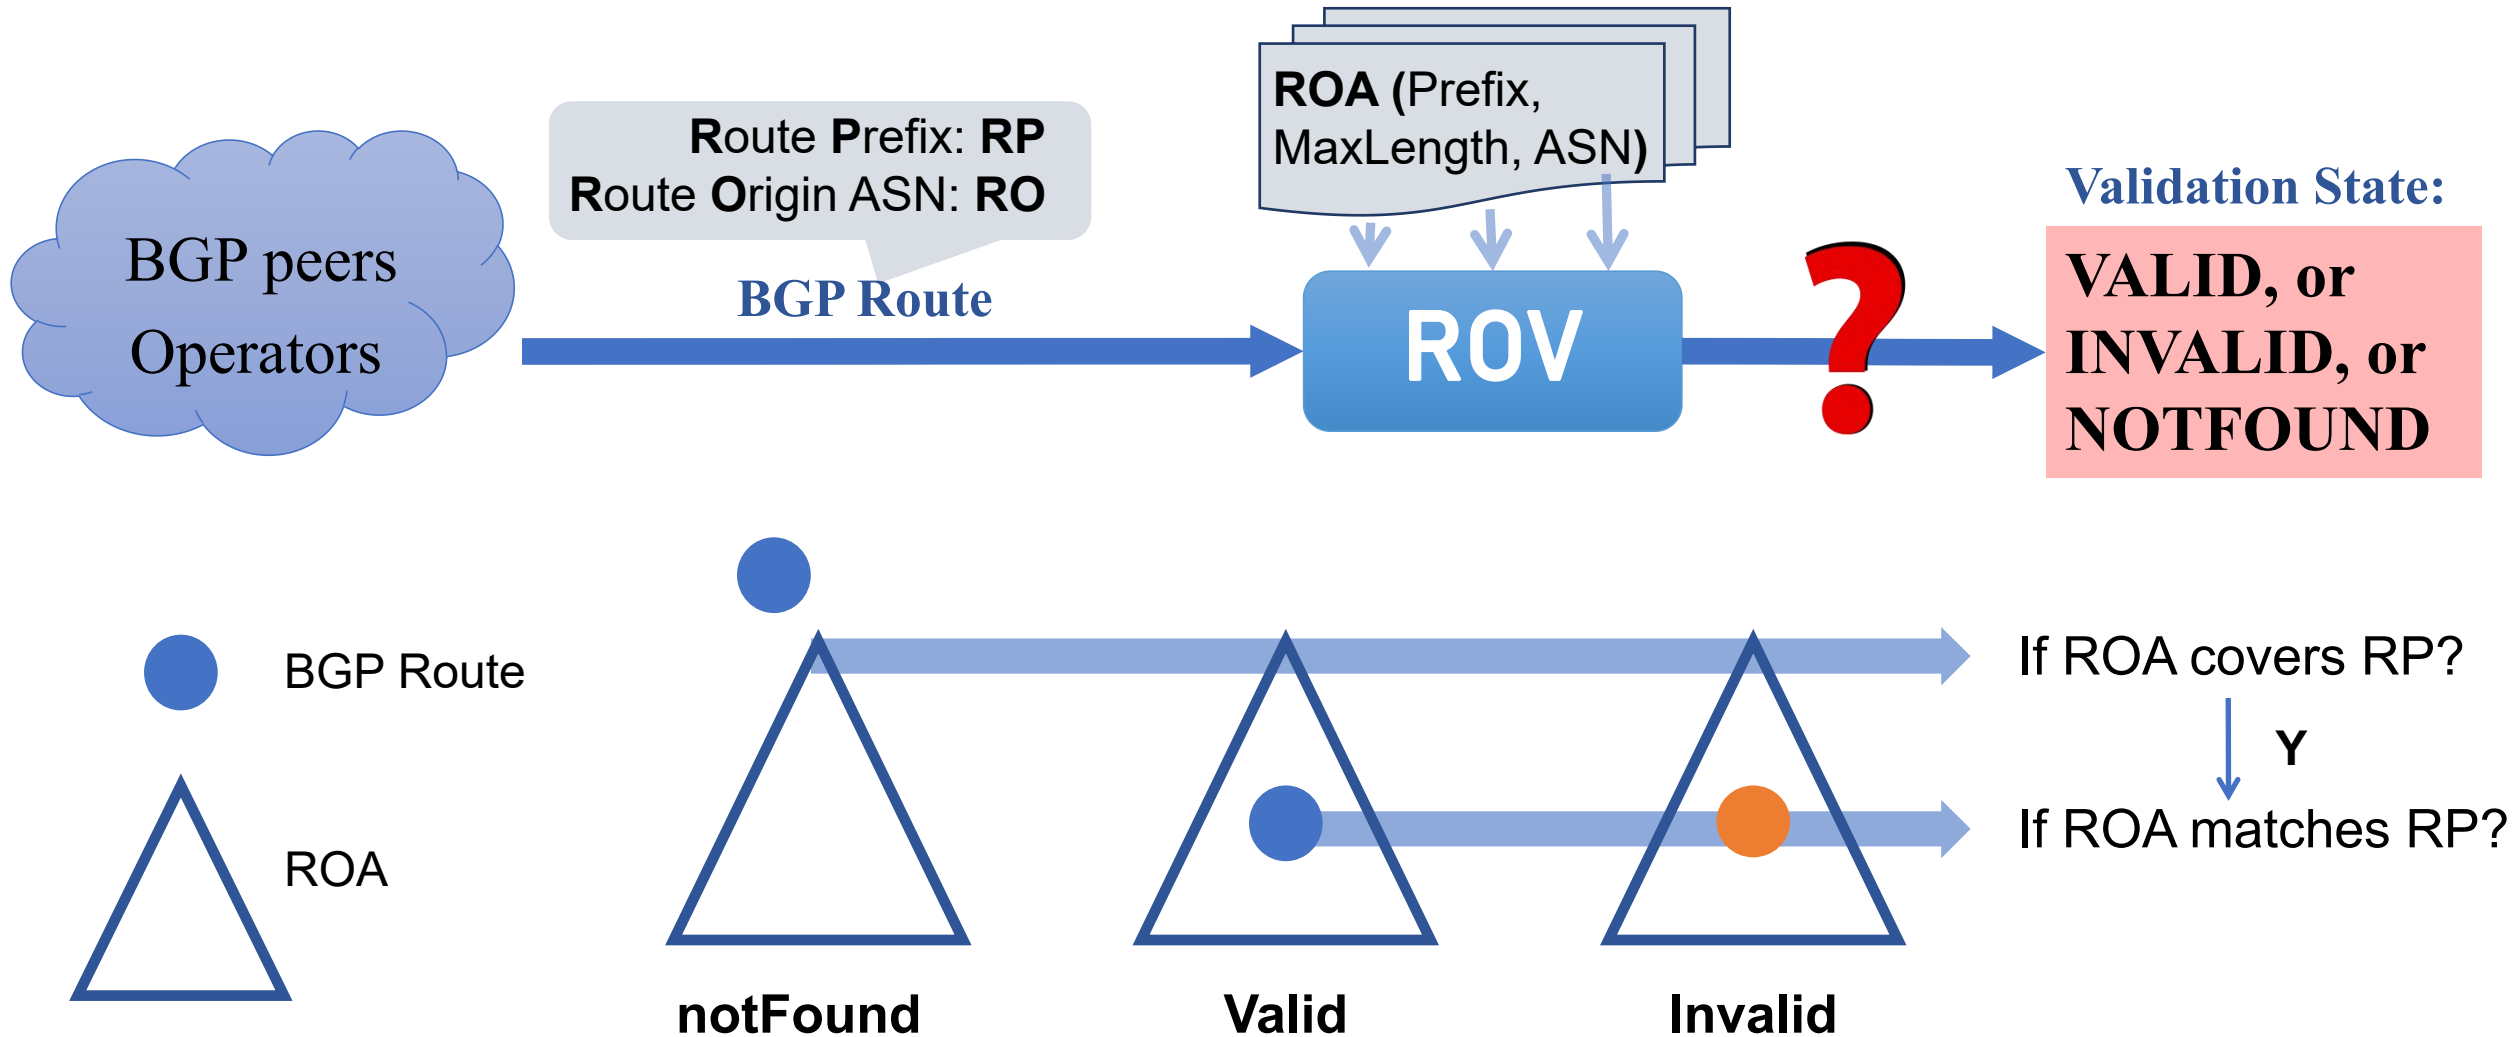 BGP peers
Operators
Route Prefix: RP
Route Origin ASN: RO
BGP Route
ROA (Prefix,
MaxLength, ASN)
ROV
?
Validation State:
VALID, or
INVALID, or
NOTFOUND
BGP Route
ROA
notFound
Valid
Invalid
If ROA covers RP?
Y
If ROA matches RP?